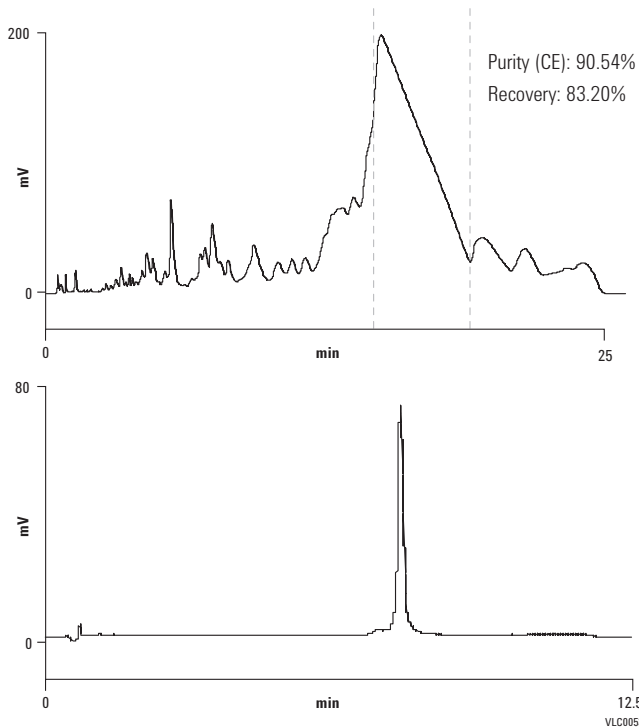 200
Purity (CE): 90.54%
Recovery: 83.20%
mV
0
0
min
25
80
mV
0
0
min
12.5
VLC005